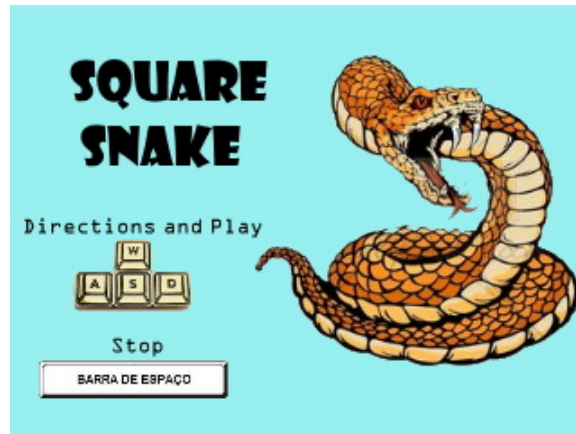 SQUARE
SNAKE
Directions and Play
W
A S D
Stop
BARRA DE ESPAÇO